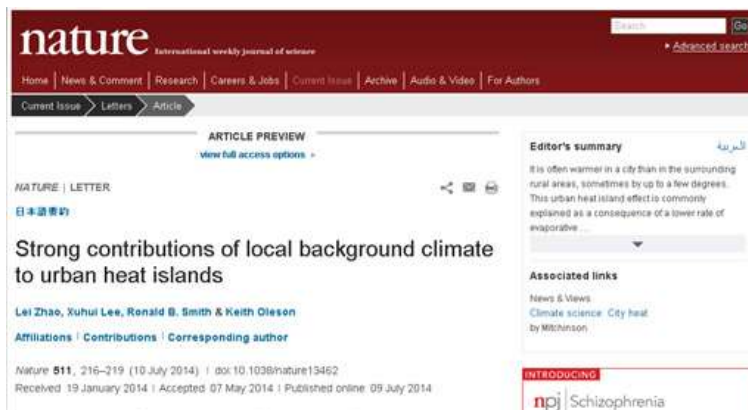 nature International weekly journal of science
Search Go
Advanced search
Home News & Comment Research Careers & Jobs Current Issue Archive Audio & Video For Authors
Current Issue Letters Article
ARTICLE PREVIEW
view full access options
NATURE | LETTER
日本語要約
Strong contributions of local background climate
to urban heat islands
Lei Zhao, Xuhui Lee, Ronald B. Smith & Keith Oleson
Affiliations | Contributions | Corresponding author
Nature 511, 216–219 (10 July 2014) | doi:10.1038/nature13462
Received 19 January 2014 | Accepted 07 May 2014 | Published online 09 July 2014
Editor's summary
العربية
It is often warmer in a city than in the surrounding
rural areas, sometimes by up to a few degrees.
This urban heat island effect is commonly
explained as a consequence of a lower rate of
evaporative ...
Associated links
News & Views
Climate science: City heat
by Mitchinson
INTRODUCING
npj Schizophrenia